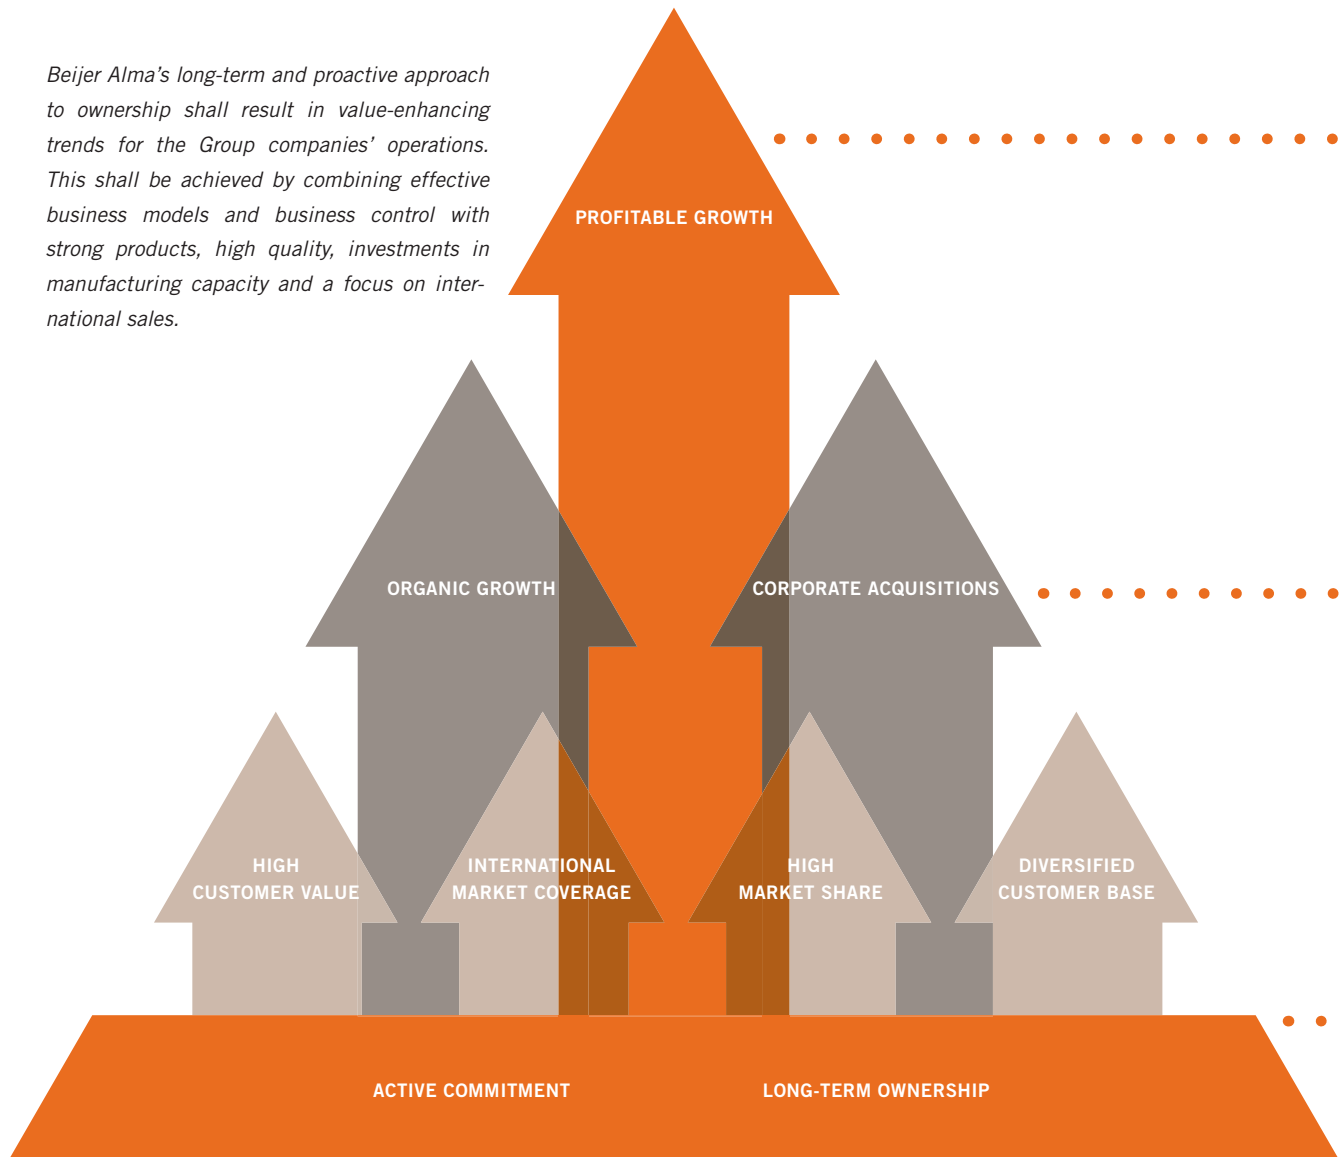 Beijer Alma’s long-term and proactive approach
to ownership shall result in value-enhancing
trends for the Group companies’ operations.
This shall be achieved by combining effective
business models and business control with
strong products, high quality, investments in
manufacturing capacity and a focus on inter-
national sales.
PROFITABLE GROWTH
ORGANIC GROWTH
CORPORATE ACQUISITIONS
HIGH
CUSTOMER VALUE
INTERNATIONAL
MARKET COVERAGE
HIGH
MARKET SHARE
DIVERSIFIED
CUSTOMER BASE
ACTIVE COMMITMENT
LONG-TERM OWNERSHIP